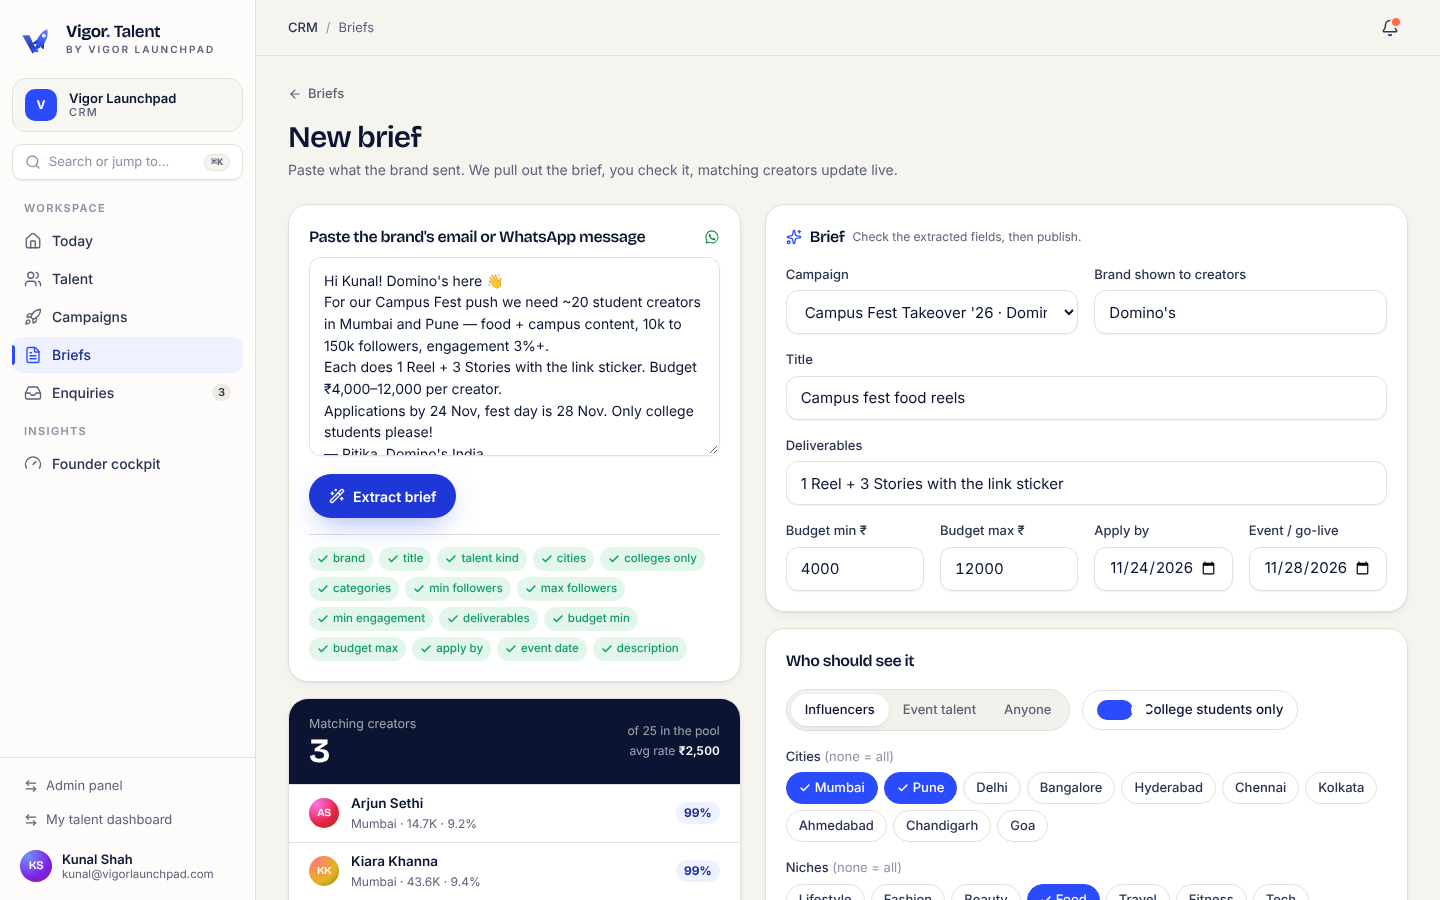 Vigor. Talent
BY VIGOR LAUNCHPAD
V
Vigor Launchpad
CRM
Search or jump to...
⌘K
WORKSPACE
Today
Talent
Campaigns
Briefs
Enquiries
3
INSIGHTS
Founder cockpit
Admin panel
My talent dashboard
KS
Kunal Shah
kunal@vigorlaunchpad.com
CRM / Briefs
← Briefs
New brief
Paste what the brand sent. We pull out the brief, you check it, matching creators update live.
Paste the brand's email or WhatsApp message
Hi Kunal! Domino's here 👋
For our Campus Fest push we need ~20 student creators
in Mumbai and Pune — food + campus content, 10k to
150k followers, engagement 3%+.
Each does 1 Reel + 3 Stories with the link sticker. Budget
₹4,000–12,000 per creator.
Applications by 24 Nov, fest day is 28 Nov. Only college
students please!
— Ritika, Domino's India
Extract brief
✓ brand ✓ title ✓ talent kind ✓ cities ✓ colleges only
✓ categories ✓ min followers ✓ max followers
✓ min engagement ✓ deliverables ✓ budget min
✓ budget max ✓ apply by ✓ event date ✓ description
Matching creators
3
of 25 in the pool
avg rate ₹2,500
AS
Arjun Sethi
Mumbai · 14.7K · 9.2%
99%
KK
Kiara Khanna
Mumbai · 43.6K · 9.4%
99%
Brief Check the extracted fields, then publish.
Campaign
Campus Fest Takeover '26 · Domir
Brand shown to creators
Domino's
Title
Campus fest food reels
Deliverables
1 Reel + 3 Stories with the link sticker
Budget min ₹
4000
Budget max ₹
12000
Apply by
11/24/2026
Event / go-live
11/28/2026
Who should see it
Influencers Event talent Anyone
College students only
Cities (none = all)
✓ Mumbai ✓ Pune Delhi Bangalore Hyderabad Chennai Kolkata
Ahmedabad Chandigarh Goa
Niches (none = all)
Lifestyle Fashion Beauty ✓ Food Travel Fitness Tech